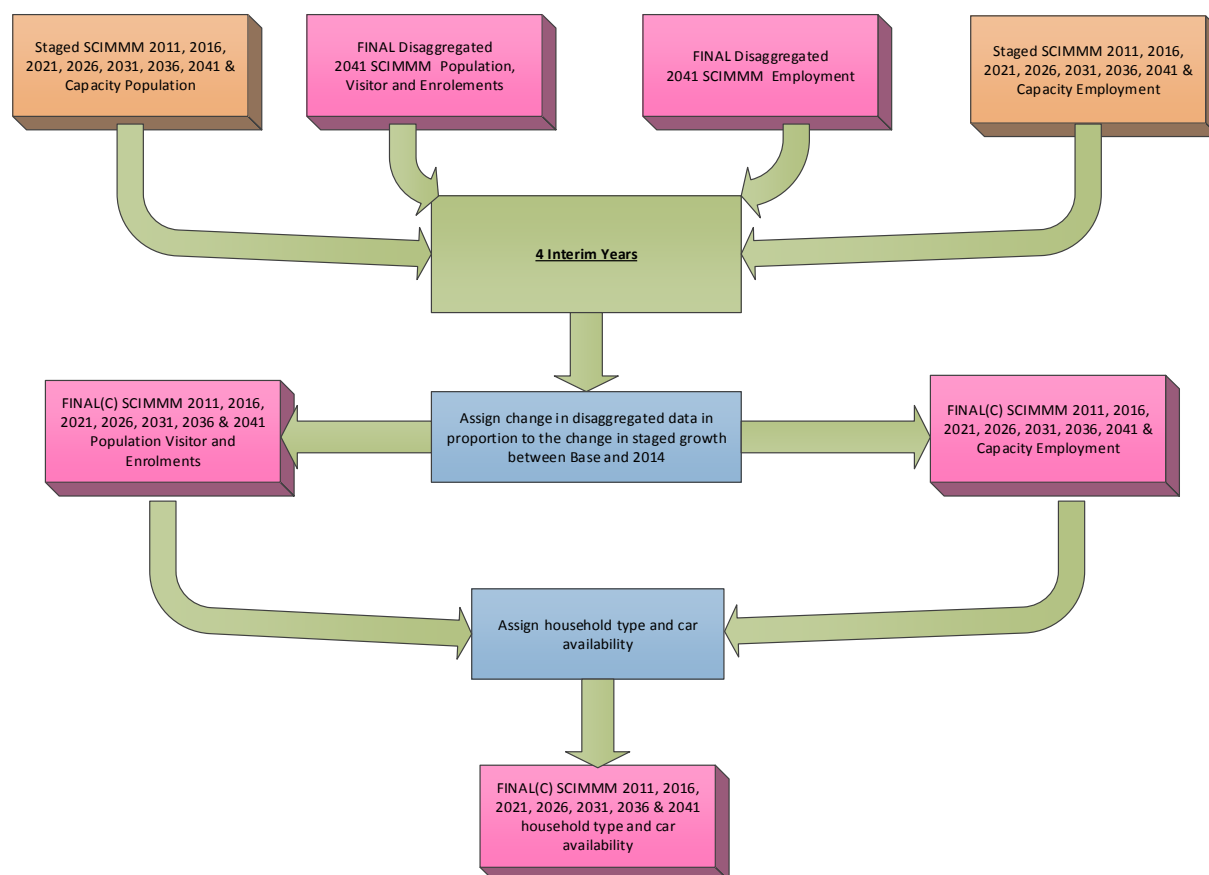 Staged SCIMMM 2011, 2016,
2021, 2026, 2031, 2036, 2041 &
Capacity Population
FINAL Disaggregated
2041 SCIMMM Population,
Visitor and Enrolements
FINAL Disaggregated
2041 SCIMMM Employment
Staged SCIMMM 2011, 2016,
2021, 2026, 2031, 2036, 2041 &
Capacity Employment
4 Interim Years
FINAL(C) SCIMMM 2011, 2016,
2021, 2026, 2031, 2036 & 2041
Population Visitor and
Enrolments
Assign change in disaggregated data in
proportion to the change in staged growth
between Base and 2014
FINAL(C) SCIMMM 2011, 2016,
2021, 2026, 2031, 2036, 2041 &
Capacity Employment
Assign household type and car
availability
FINAL(C) SCIMMM 2011, 2016,
2021, 2026, 2031, 2036 & 2041
household type and car
availability